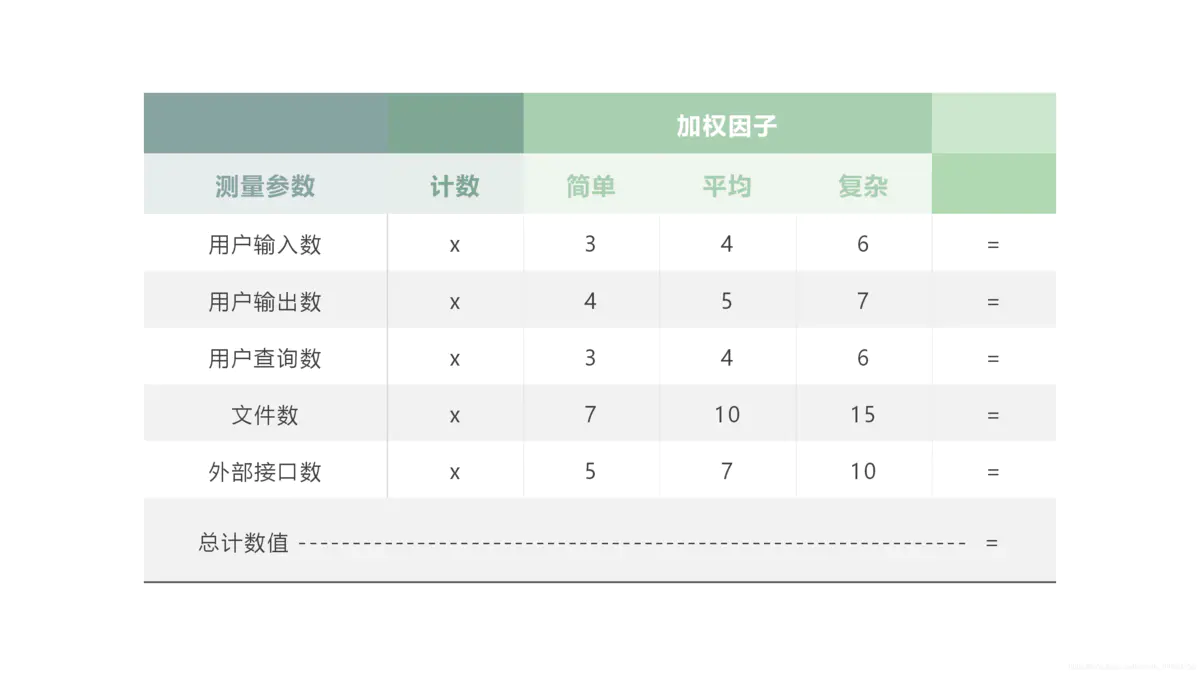 加权因子
测量参数 计数 简单 平均 复杂
用户输入数 x 3 4 6 =
用户输出数 x 4 5 7 =
用户查询数 x 3 4 6 =
文件数 x 7 10 15 =
外部接口数 x 5 7 10 =
总计数值 ------------------------------------------------------------- =